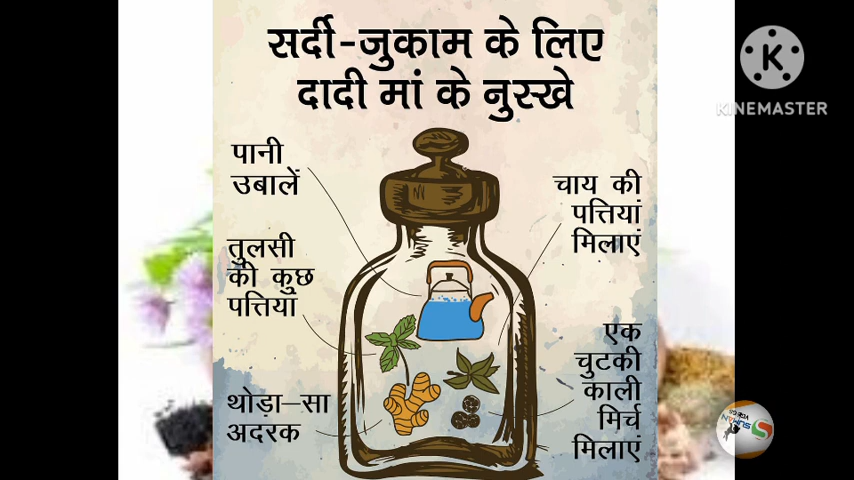 सर्दी-जुकाम के लिए
दादी मां के नुस्खे
पानी
उबालें
तुलसी
की कुछ
पत्तियां
थोड़ा–सा
अदरक
चाय की
पत्तियां
मिलाएं
एक
चुटकी
काली
मिर्च
मिलाएं
K
KINEMASTER